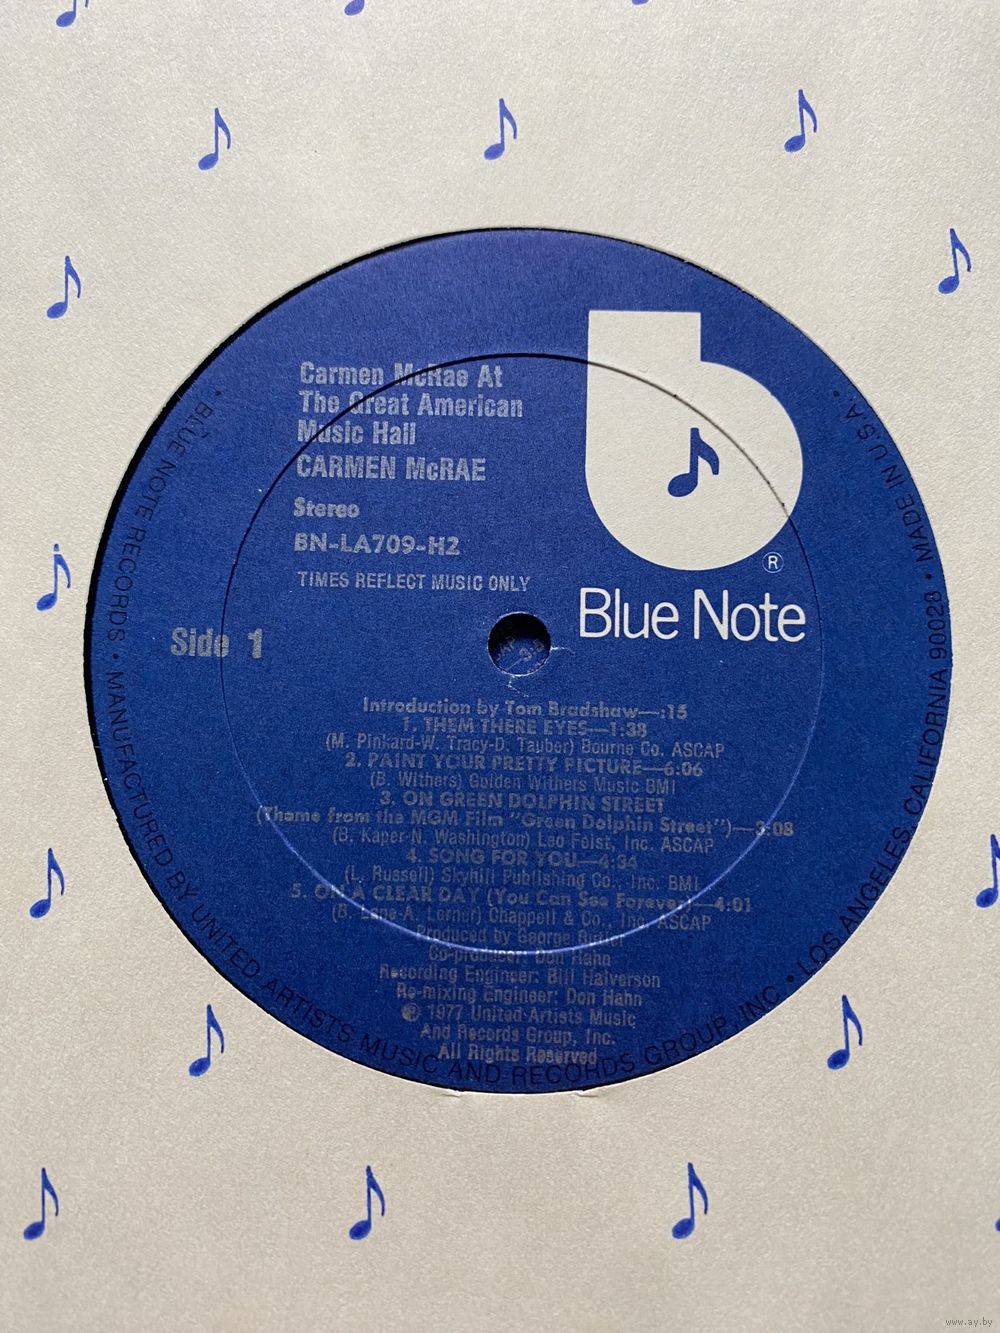 Carmen McRae At
The Great American
Music Hall
CARMEN McRAE
Stereo
BN-LA709-H2
TIMES REFLECT MUSIC ONLY
Side 1
®
Blue Note
Introduction by Tom Bradshaw—:15
1. THEM THERE EYES—1:38
(M. Pinkard-W. Tracy-D. Tauber) Bourne Co. ASCAP
2. PAINT YOUR PRETTY PICTURE—6:06
(B. Withers) Golden Withers Music BMI
3. ON GREEN DOLPHIN STREET
(Theme from the MGM Film "Green Dolphin Street")—3:08
(B. Kaper-N. Washington) Leo Feist, Inc. ASCAP
4. SONG FOR YOU—4:34
(L. Russell) Skyhill Publishing Co., Inc. BMI
5. ON A CLEAR DAY (You Can See Forever)—4:01
(B. Lane-A. Lerner) Chappell & Co., Inc. ASCAP
Produced by George Butler
Co-producer: Don Hahn
Recording Engineer: Bill Halverson
Re-mixing Engineer: Don Hahn
℗ 1977 United Artists Music
And Records Group, Inc.
All Rights Reserved
• BLUE NOTE RECORDS • MANUFACTURED BY UNITED ARTISTS MUSIC AND RECORDS GROUP, INC. • LOS ANGELES, CALIFORNIA 90028 • MADE IN U.S.A. •
www.ay.by